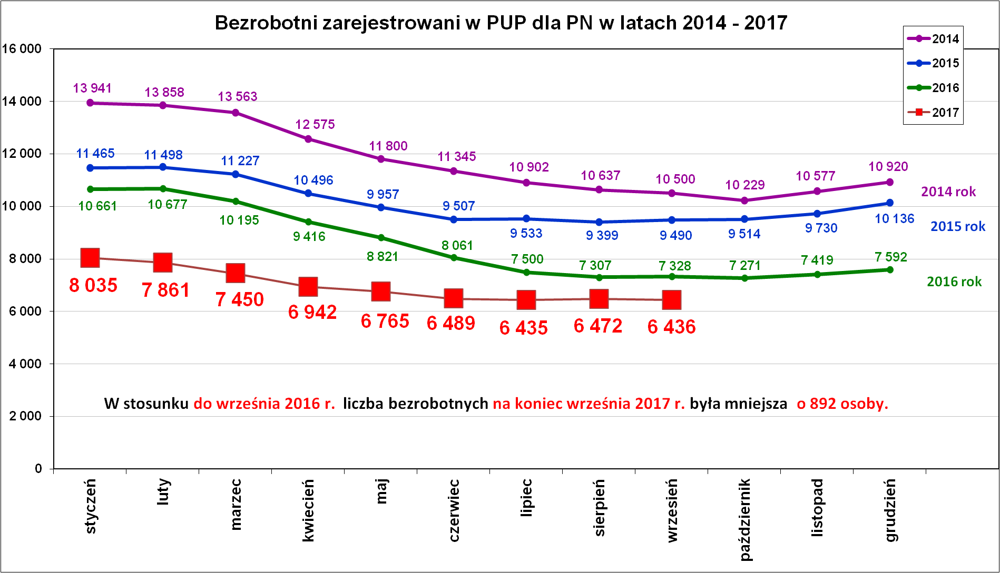 Bezrobotni zarejestrowani w PUP dla PN w latach 2014 - 2017
2014
2015
2016
2017
16 000
14 000
12 000
10 000
8 000
6 000
4 000
2 000
0
13 941 13 858 13 563 12 575 11 800 11 345 10 902 10 637 10 500 10 229 10 577 10 920
2014 rok
11 465 11 498 11 227 10 496 9 957 9 507 9 533 9 399 9 490 9 514 9 730 10 136
2015 rok
10 661 10 677 10 195 9 416 8 821 8 061 7 500 7 307 7 328 7 271 7 419 7 592
2016 rok
8 035 7 861 7 450 6 942 6 765 6 489 6 435 6 472 6 436
W stosunku do września 2016 r. liczba bezrobotnych na koniec września 2017 r. była mniejsza o 892 osoby.
styczeń
luty
marzec
kwiecień
maj
czerwiec
lipiec
sierpień
wrzesień
październik
listopad
grudzień